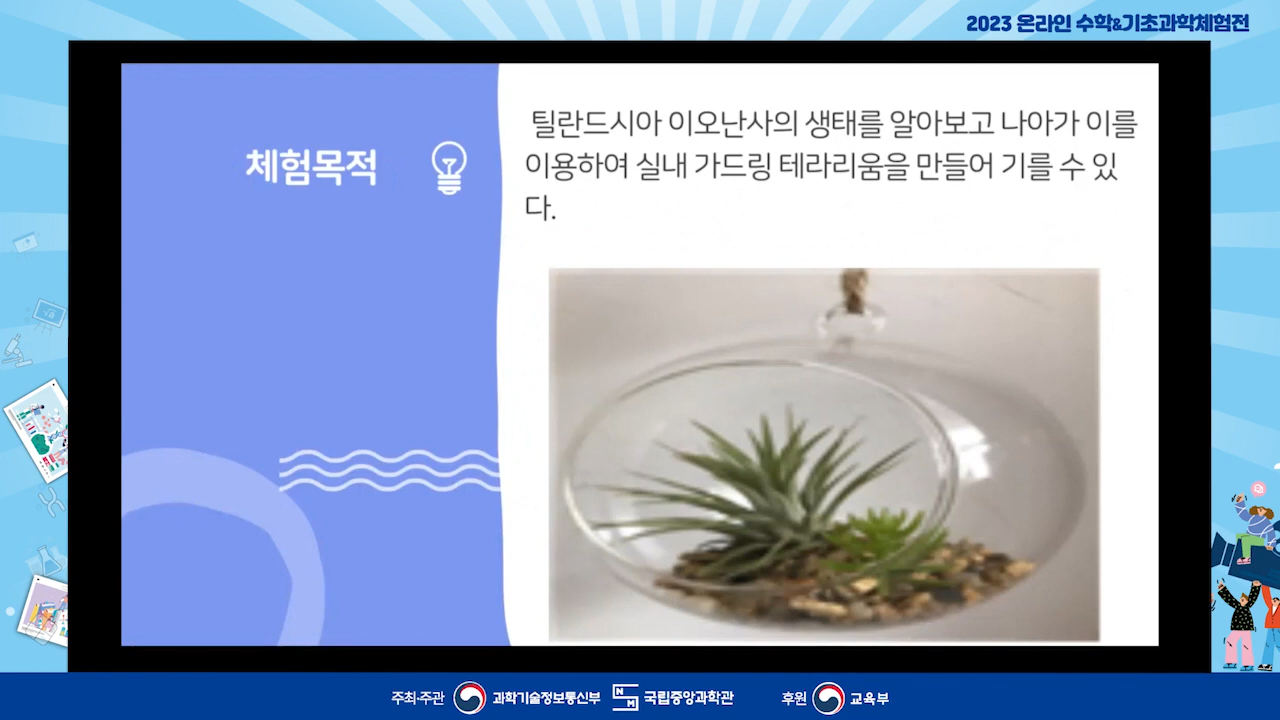 2023 온라인 수학&기초과학체험전
체험목적
틸란드시아 이오난사의 생태를 알아보고 나아가 이를
이용하여 실내 가드링 테라리움을 만들어 기를 수 있
다.
주최·주관 과학기술정보통신부 NSM 국립중앙과학관 후원 교육부